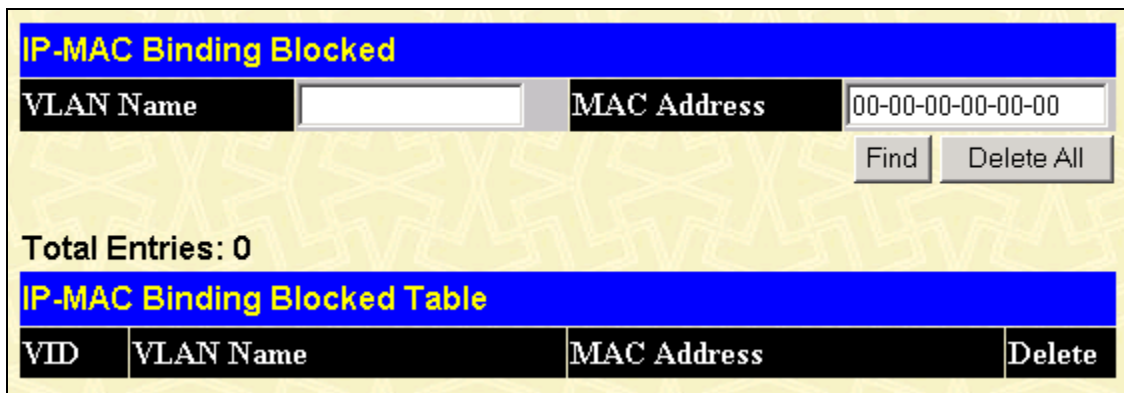 IP-MAC Binding Blocked
VLAN Name MAC Address 00-00-00-00-00-00
Find Delete All
Total Entries: 0
IP-MAC Binding Blocked Table
VID VLAN Name MAC Address Delete